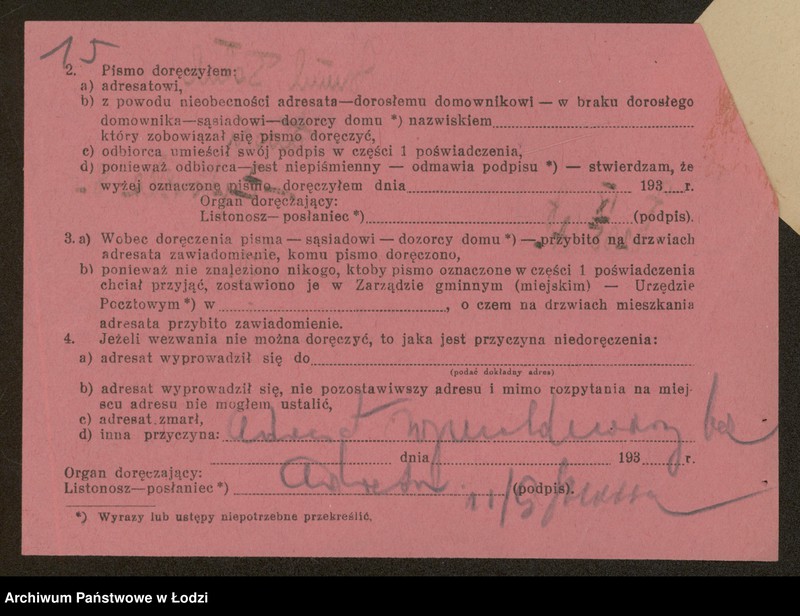 15
2. Pismo doręczyłem:
a) adresatowi,
b) z powodu nieobecności adresata—dorosłemu domownikowi — w braku dorosłego
domownika—sąsiadowi—dozorcy domu *) nazwiskiem
który zobowiązał się pismo doręczyć,
c) odbiorca umieścił swój podpis w części 1 poświadczenia,
d) ponieważ odbiorca—jest niepiśmienny — odmawia podpisu *) — stwierdzam, że
wyżej oznaczone pismo doręczyłem dnia 193 r.
Organ doręczający:
Listonosz—posłaniec *) (podpis).
3. a) Wobec doręczenia pisma — sąsiadowi — dozorcy domu *) — przybito na drzwiach
adresata zawiadomienie, komu pismo doręczono,
b) ponieważ nie znaleziono nikogo, ktoby pismo oznaczone w części 1 poświadczenia
chciał przyjąć, zostawiono je w Zarządzie gminnym (miejskim) — Urzędzie
Pocztowym *) w , o czem na drzwiach mieszkania
adresata przybito zawiadomienie.
4. Jeżeli wezwania nie można doręczyć, to jaka jest przyczyna niedoręczenia:
a) adresat wyprowadził się do
(podać dokładny adres)
b) adresat wyprowadził się, nie pozostawiwszy adresu i mimo rozpytania na miej-
scu adresu nie mogłem ustalić,
c) adresat zmarł,
d) inna przyczyna: bez
dnia 193 r.
Organ doręczający:
Listonosz—posłaniec *) 11/5 (podpis).
*) Wyrazy lub ustępy niepotrzebne przekreślić.
Archiwum Państwowe w Łodzi